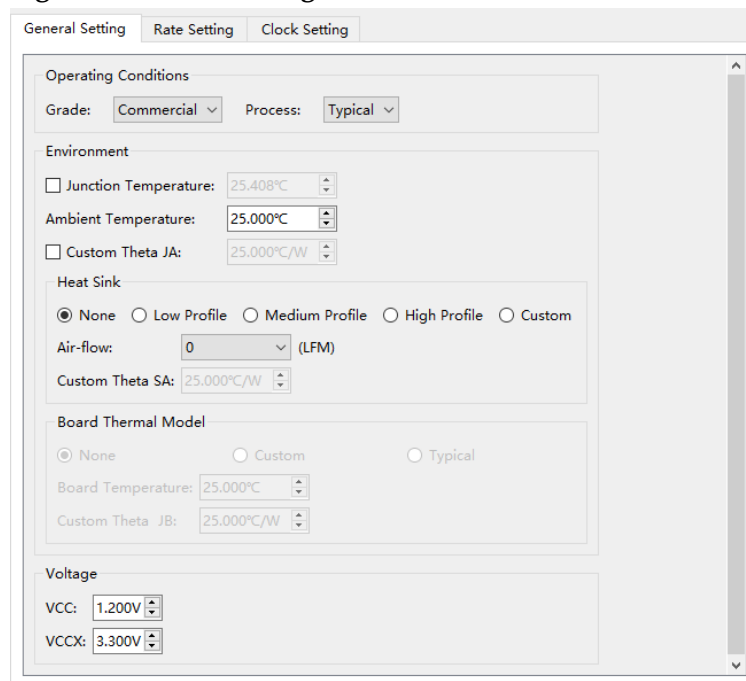 General Setting Rate Setting Clock Setting
Operating Conditions
Grade: Commercial Process: Typical
Environment
Junction Temperature: 25.408℃
Ambient Temperature: 25.000℃
Custom Theta JA: 25.000℃/W
Heat Sink
None Low Profile Medium Profile High Profile Custom
Air-flow: 0 (LFM)
Custom Theta SA: 25.000℃/W
Board Thermal Model
None Custom Typical
Board Temperature: 25.000℃
Custom Theta JB: 25.000℃/W
Voltage
VCC: 1.200V
VCCX: 3.300V